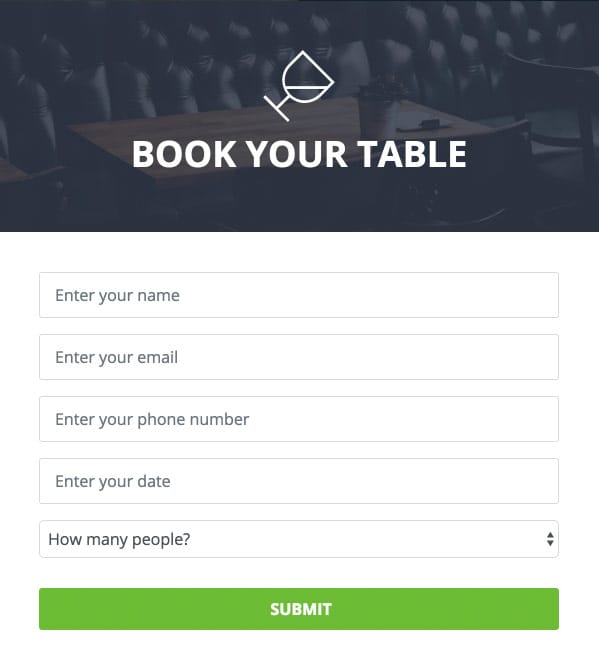 BOOK YOUR TABLE
Enter your name
Enter your email
Enter your phone number
Enter your date
How many people?
SUBMIT